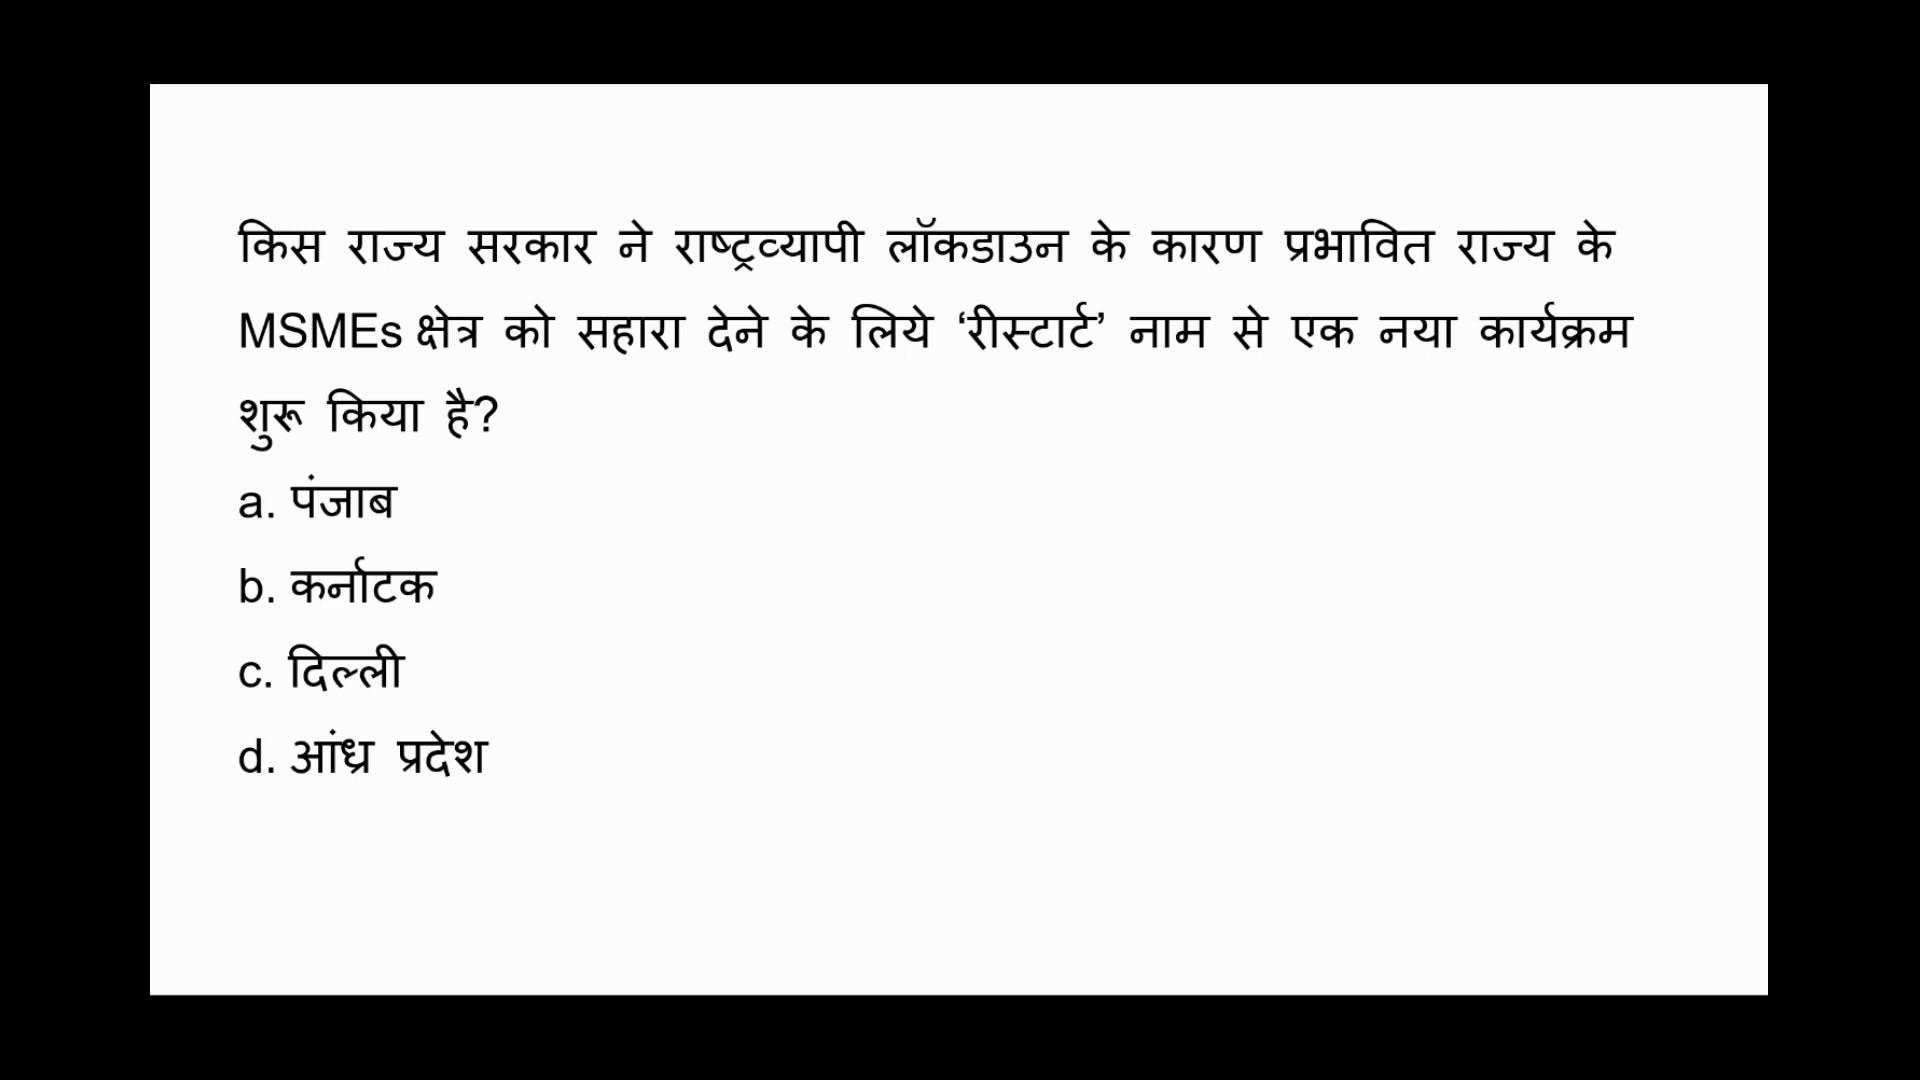 किस राज्य सरकार ने राष्ट्रव्यापी लॉकडाउन के कारण प्रभावित राज्य के
MSMEs क्षेत्र को सहारा देने के लिये ‘रीस्टार्ट’ नाम से एक नया कार्यक्रम
शुरू किया है?
a. पंजाब
b. कर्नाटक
c. दिल्ली
d. आंध्र प्रदेश